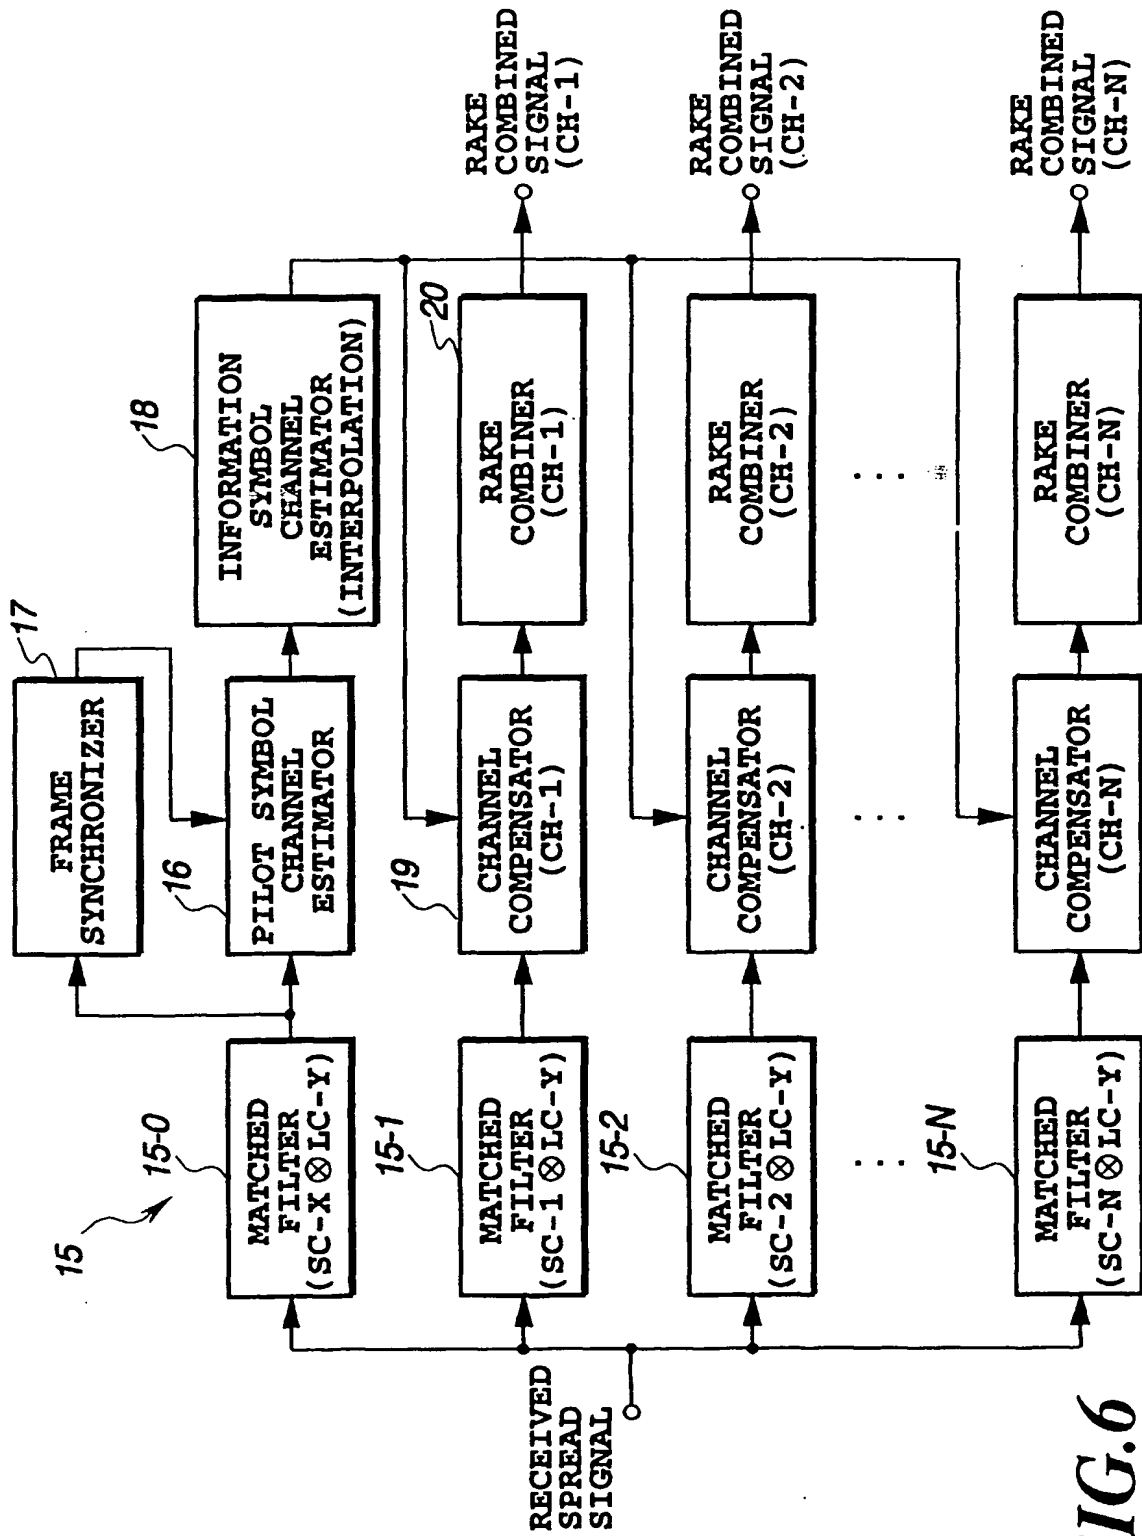 15
15-0
MATCHED
FILTER
(SC-X⊗LC-Y)
16
PILOT SYMBOL
CHANNEL
ESTIMATOR
17
FRAME
SYNCHRONIZER
18
INFORMATION
SYMBOL
CHANNEL
ESTIMATOR
(INTERPOLATION)
RECEIVED
SPREAD
SIGNAL
15-1
MATCHED
FILTER
(SC-1⊗LC-Y)
19
CHANNEL
COMPENSATOR
(CH-1)
20
RAKE
COMBINER
(CH-1)
RAKE
COMBINED
SIGNAL
(CH-1)
15-2
MATCHED
FILTER
(SC-2⊗LC-Y)
CHANNEL
COMPENSATOR
(CH-2)
RAKE
COMBINER
(CH-2)
RAKE
COMBINED
SIGNAL
(CH-2)
...
...
...
15-N
MATCHED
FILTER
(SC-N⊗LC-Y)
CHANNEL
COMPENSATOR
(CH-N)
RAKE
COMBINER
(CH-N)
RAKE
COMBINED
SIGNAL
(CH-N)
IG.6